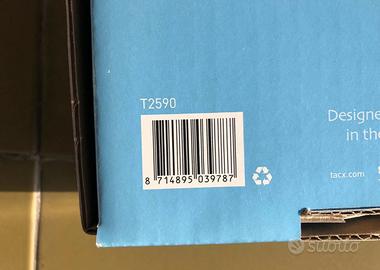 T2590
8 714895 039787
Designe
in the
tacx.com
subito